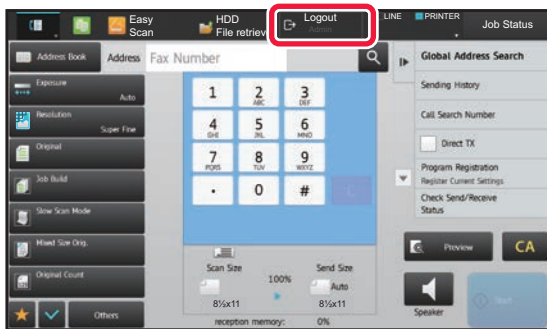 Easy
Scan
HDD
File retriev
Logout
Admin
LINE
PRINTER
Job Status
Address Book
Address
Fax Number
Global Address Search
Exposure
Auto
Resolution
Super Fine
Original
Job Build
Slow Scan Mode
Mixed Size Orig.
Original Count
Others
1
2
ABC
3
DEF
4
GHI
5
JKL
6
MNO
7
PQRS
8
TUV
9
WXYZ
0
#
C
Sending History
Call Search Number
Direct TX
Program Registration
Register Current Settings
Check Send/Receive
Status
Preview
CA
Scan Size
100%
Send Size
Auto
8½x11
8½x11
reception memory: 0%
Speaker
Start